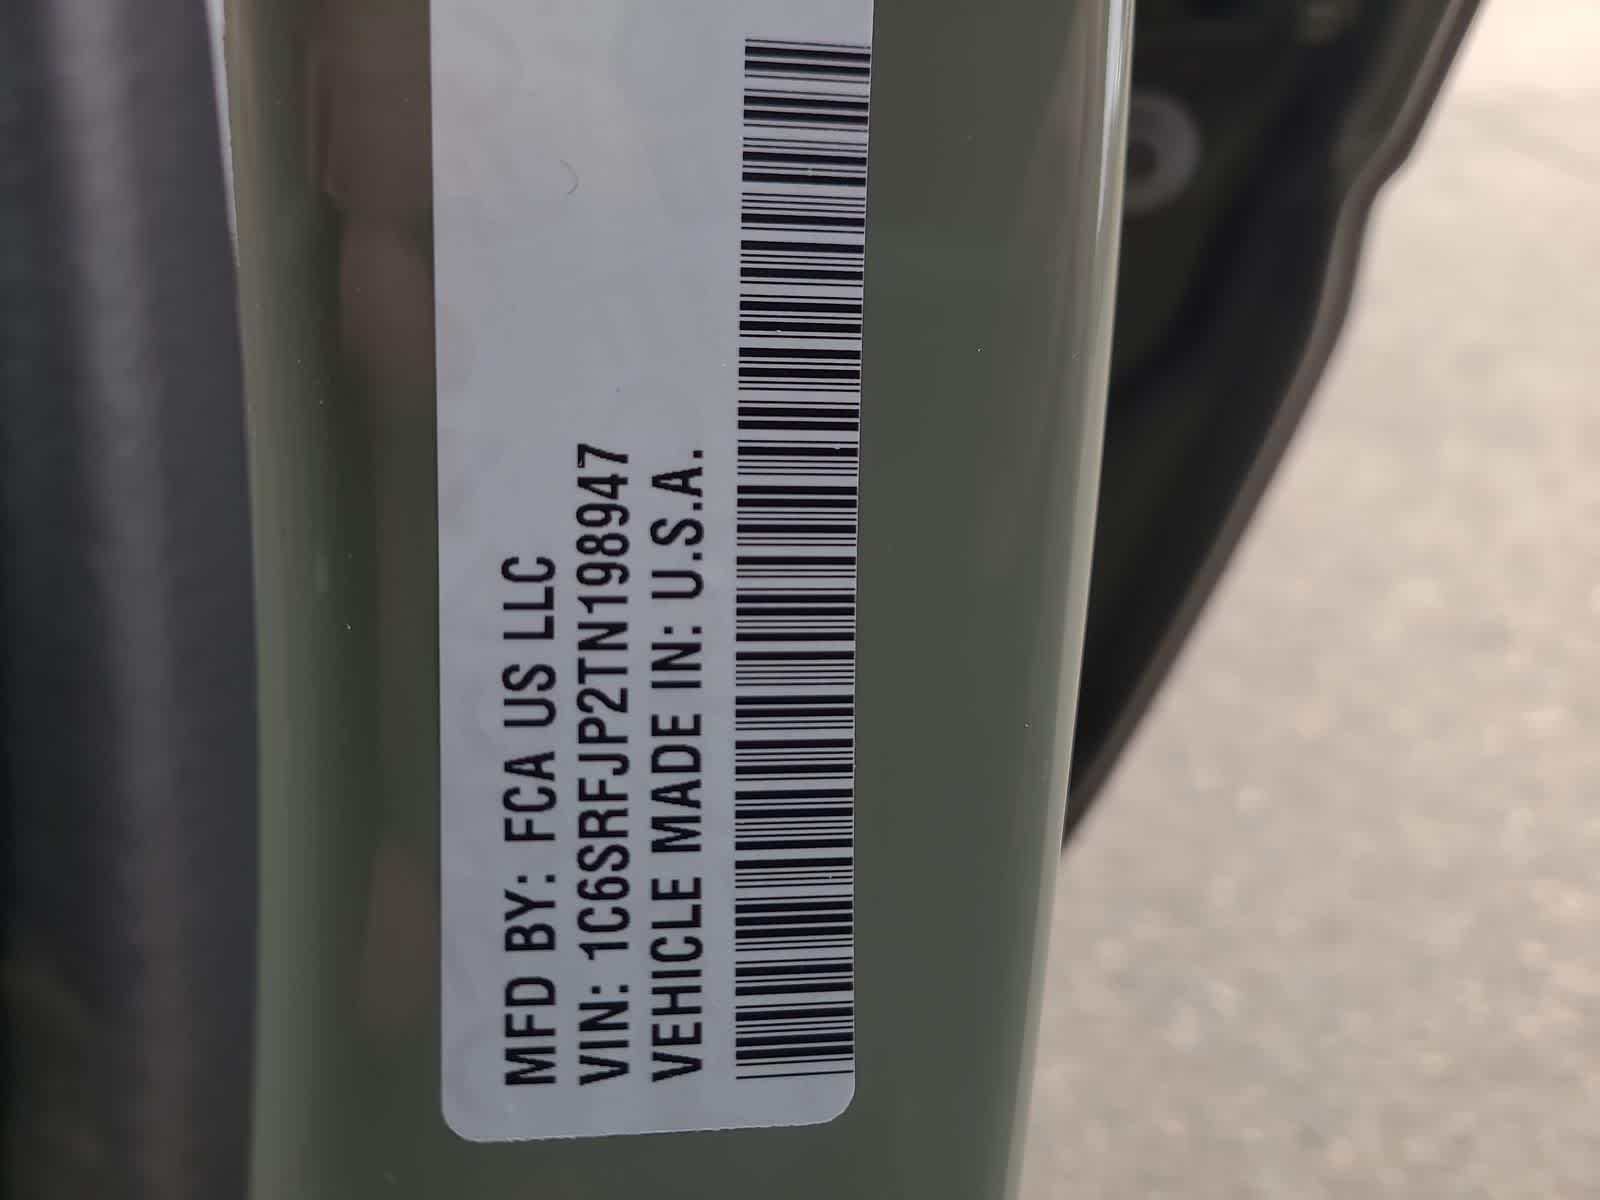 MFD BY: FCA US LLC
VIN: 1C6SRFJP2TN198947
VEHICLE MADE IN: U.S.A.